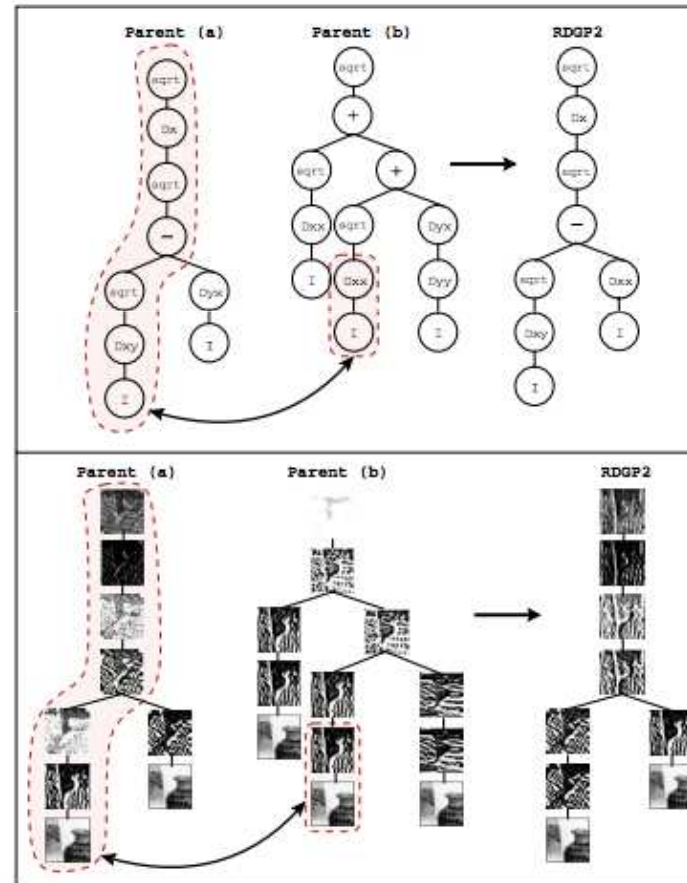 Parent (a) Parent (b) RDGP2
sqrt sqrt sqrt
Dx + Dx
sqrt sqrt + sqrt
− Dxx sqrt Dyx −
sqrt Dyx I Dxx Dyy sqrt Dxx
Dxy I I I Dxy I
I I
Parent (a) Parent (b) RDGP2